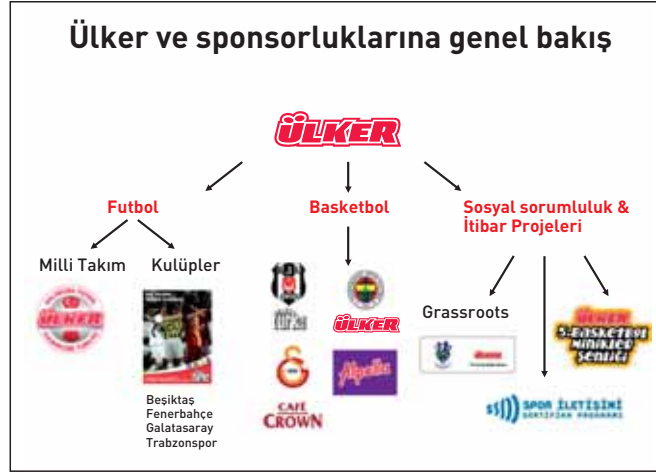 Ülker ve sponsorluklarına genel bakış
ÜLKER
Futbol
Basketbol
Sosyal sorumluluk &
İtibar Projeleri
Milli Takım
Kulüpler
Grassroots
ÜLKER
ÜLKER
Alpella
CAFÉ
CROWN
Beşiktaş
Fenerbahçe
Galatasaray
Trabzonspor
ÜLKER
5. BASKETBOL
MİNİKLER
ŞENLİĞİ
SPOR İLETİŞİMİ
SERTİFİKA PROGRAMI